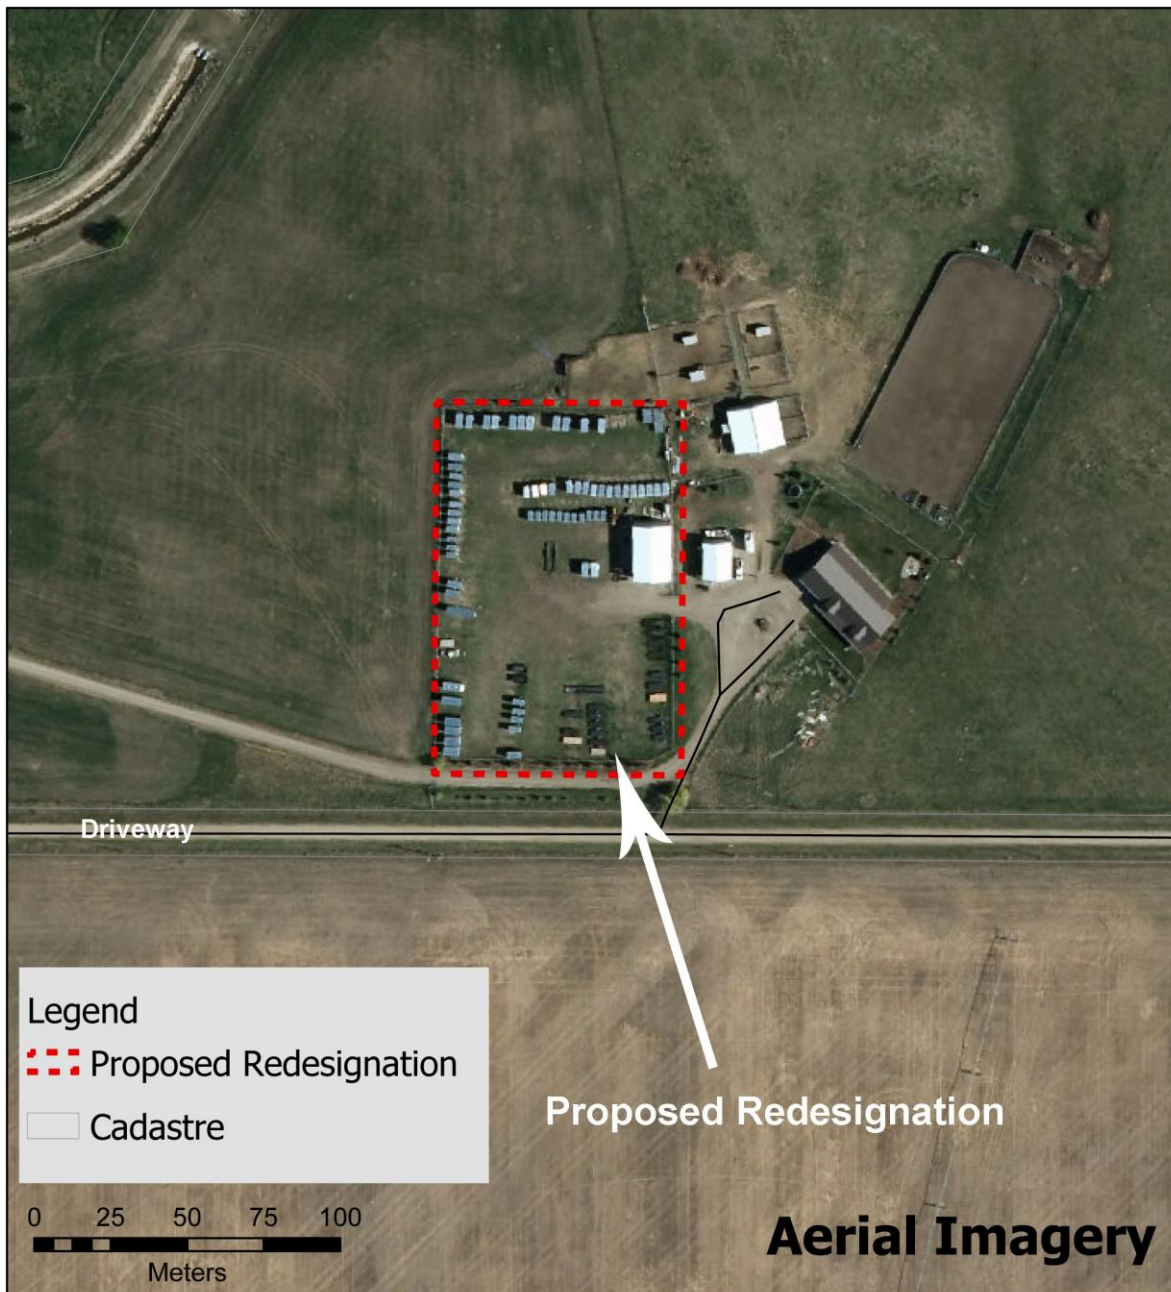 Driveway
Legend
Proposed Redesignation
Cadastre
Proposed Redesignation
0 25 50 75 100
Meters
Aerial Imagery